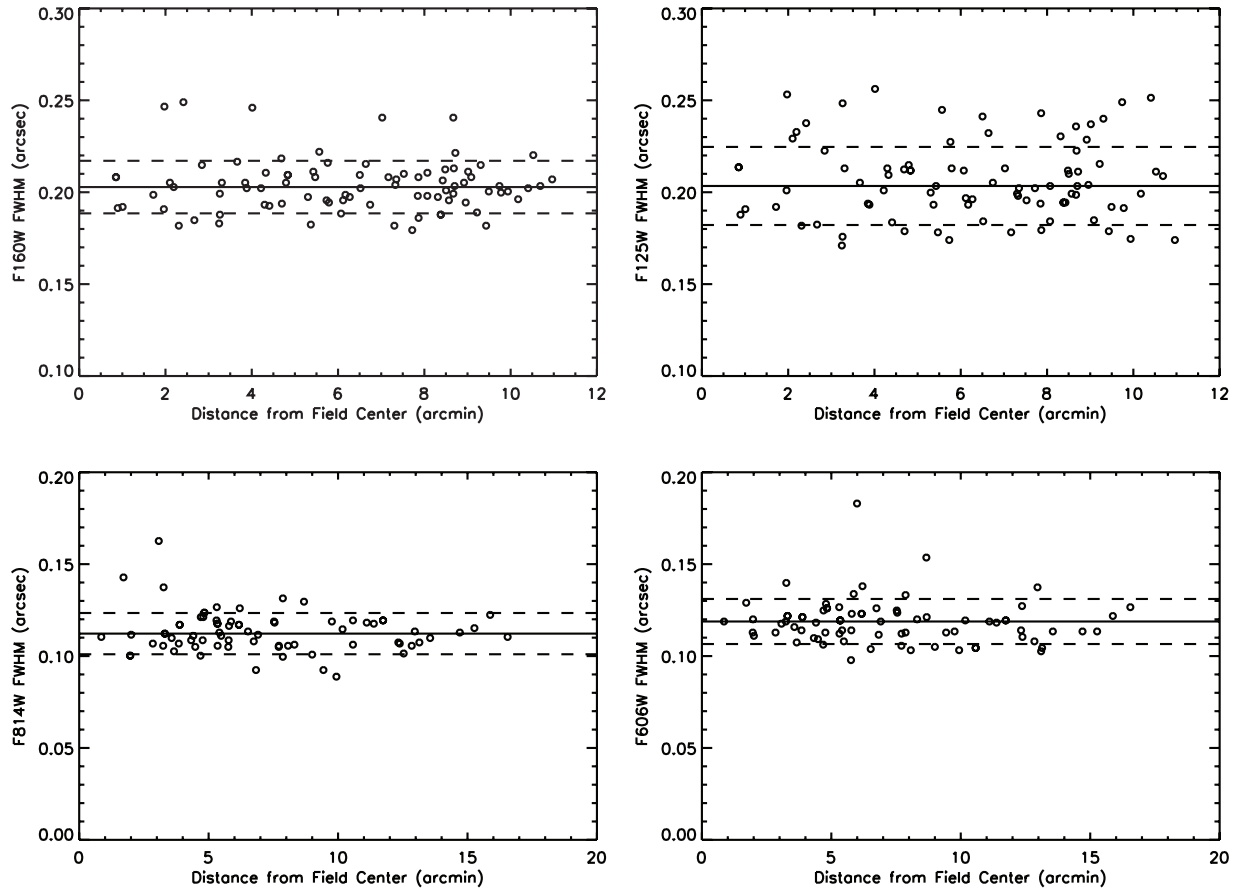 F160W FWHM (arcsec)
0.30
0.25
0.20
0.15
0.10
0 2 4 6 8 10 12
Distance from Field Center (arcmin)
F125W FWHM (arcsec)
0.30
0.25
0.20
0.15
0.10
0 2 4 6 8 10 12
Distance from Field Center (arcmin)
F814W FWHM (arcsec)
0.20
0.15
0.10
0.05
0.00
0 5 10 15 20
Distance from Field Center (arcmin)
F606W FWHM (arcsec)
0.20
0.15
0.10
0.05
0.00
0 5 10 15 20
Distance from Field Center (arcmin)